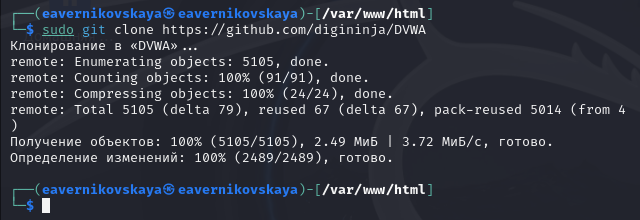 ┌──(eavernikovskaya㉿eavernikovskaya)-[/var/www/html]
└─$ sudo git clone https://github.com/digininja/DVWA
Клонирование в «DVWA»...
remote: Enumerating objects: 5105, done.
remote: Counting objects: 100% (91/91), done.
remote: Compressing objects: 100% (24/24), done.
remote: Total 5105 (delta 79), reused 67 (delta 67), pack-reused 5014 (from 4
)
Получение объектов: 100% (5105/5105), 2.49 МиБ | 3.72 МиБ/с, готово.
Определение изменений: 100% (2489/2489), готово.
┌──(eavernikovskaya㉿eavernikovskaya)-[/var/www/html]
└─$